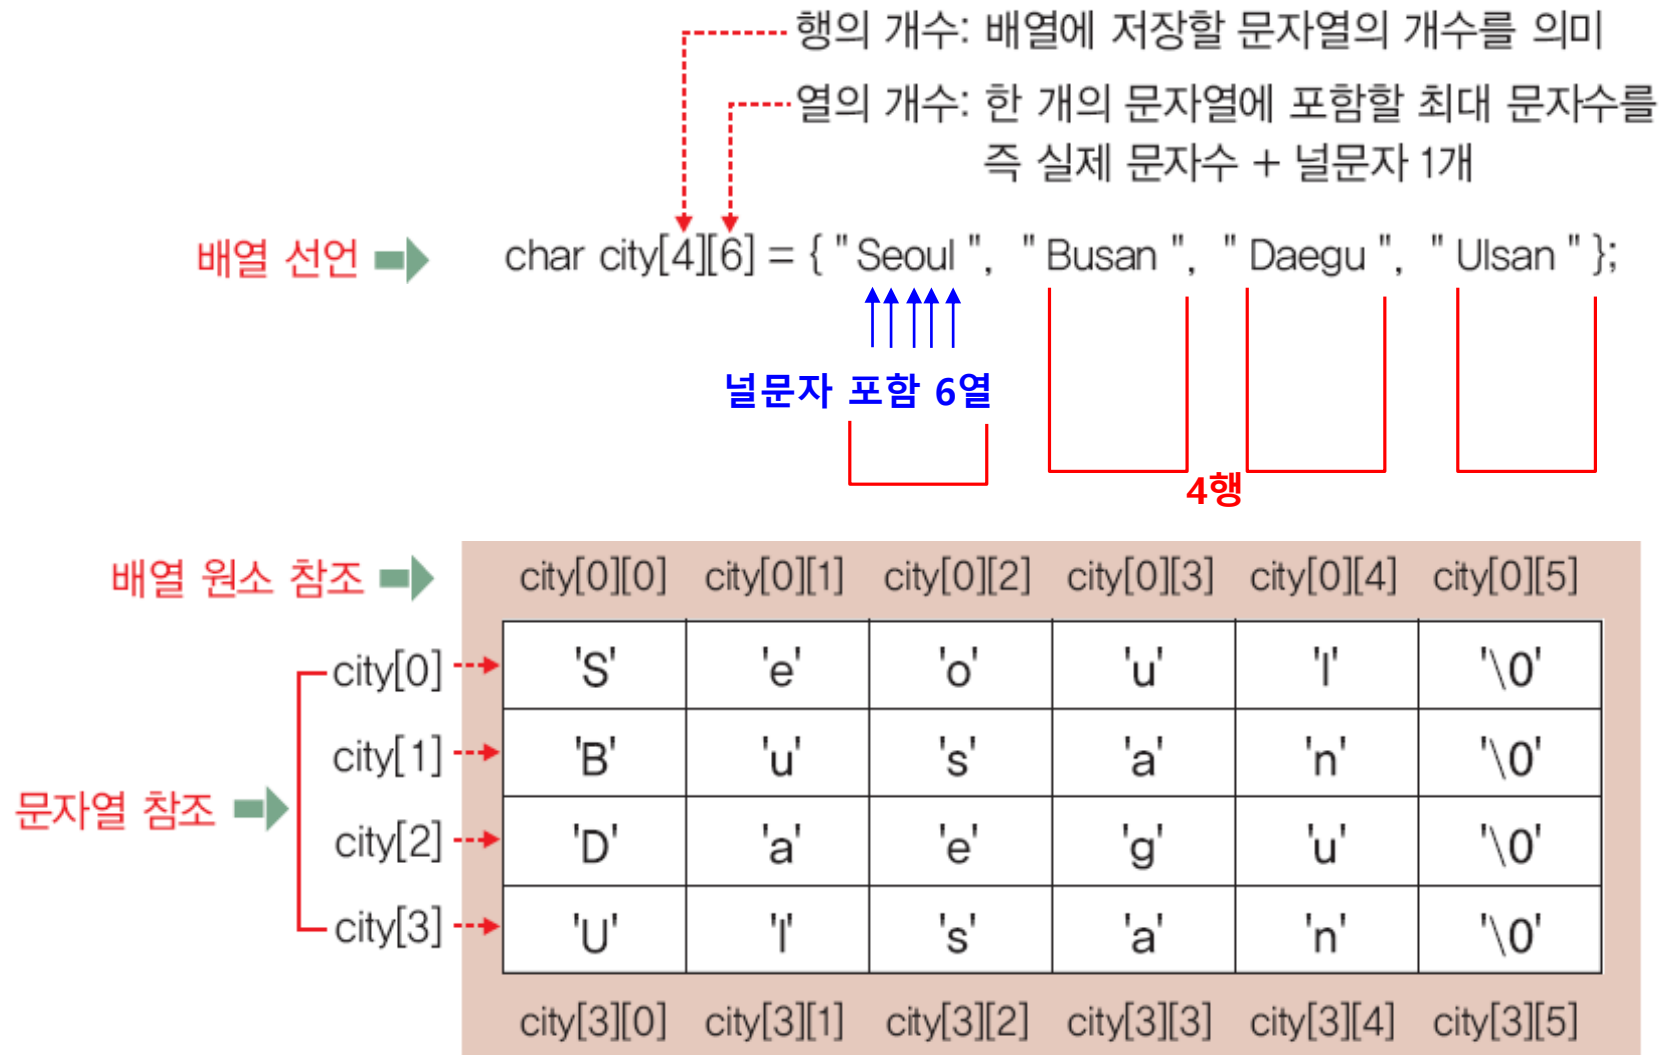 행의 개수: 배열에 저장할 문자열의 개수를 의미
열의 개수: 한 개의 문자열에 포함할 최대 문자수를
즉 실제 문자수 + 널문자 1개
배열 선언 char city[4][6] = { " Seoul ", " Busan ", " Daegu ", " Ulsan " };
널문자 포함 6열
4행
배열 원소 참조 city[0][0] city[0][1] city[0][2] city[0][3] city[0][4] city[0][5]
city[0] 'S' 'e' 'o' 'u' 'l' '\0'
city[1] 'B' 'u' 's' 'a' 'n' '\0'
문자열 참조
city[2] 'D' 'a' 'e' 'g' 'u' '\0'
city[3] 'U' 'l' 's' 'a' 'n' '\0'
city[3][0] city[3][1] city[3][2] city[3][3] city[3][4] city[3][5]